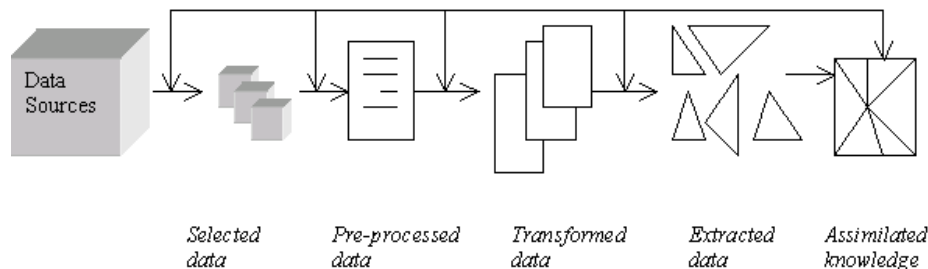 Data
Sources
Selected
data
Pre-processed
data
Transformed
data
Extracted
data
Assimilated
knowledge